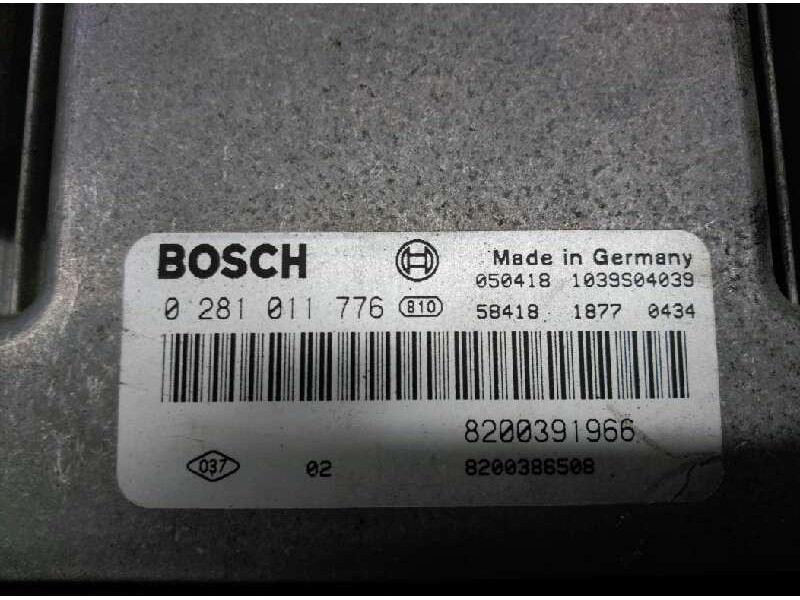 BOSCH
Made in Germany
050418 1039S04039
0 281 011 776 810
58418 1877 0434
8200391966
037 02 8200386508